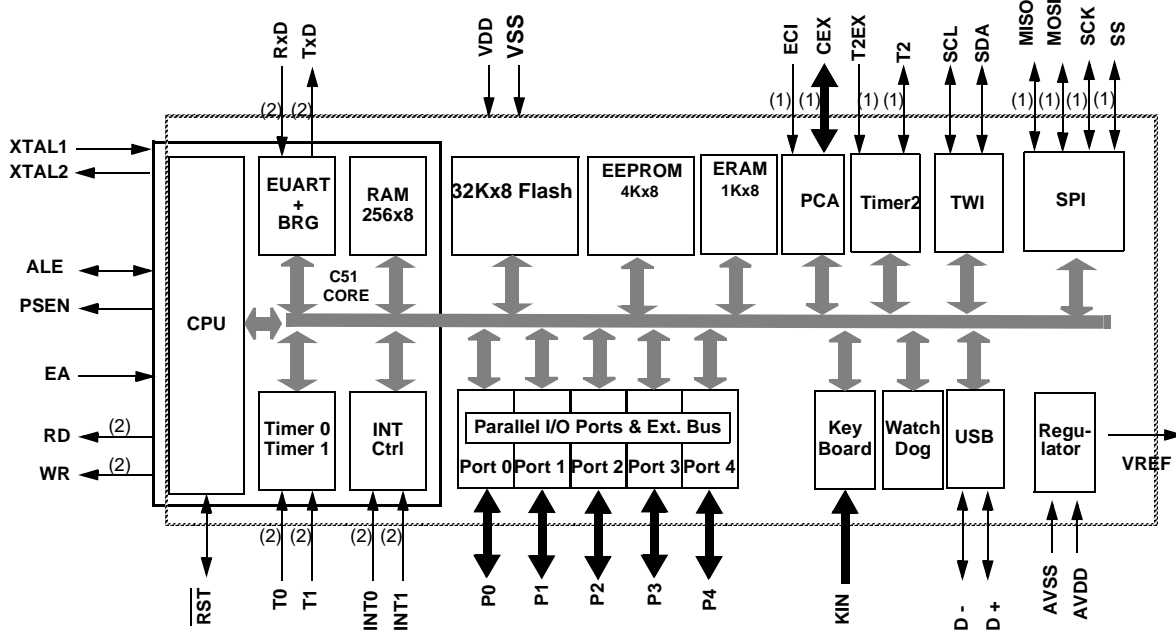 RxD
TxD
VDD
VSS
ECI
CEX
T2EX
T2
SCL
SDA
MISO
MOSI
SCK
SS
(2) (2)
(1) (1) (1) (1)
(1) (1) (1) (1)
XTAL1
XTAL2
ALE
PSEN
EA
RD
(2)
WR
(2)
CPU
EUART
+
BRG
RAM
256x8
C51
CORE
32Kx8 Flash
EEPROM
4Kx8
ERAM
1Kx8
PCA
Timer2
TWI
SPI
Timer 0
Timer 1
INT
Ctrl
Parallel I/O Ports & Ext. Bus
Port 0
Port 1
Port 2
Port 3
Port 4
Key
Board
Watch
Dog
USB
Regu-
lator
VREF
(2) (2)
(2) (2)
RST
T0
T1
INT0
INT1
P0
P1
P2
P3
P4
KIN
D -
D +
AVSS
AVDD